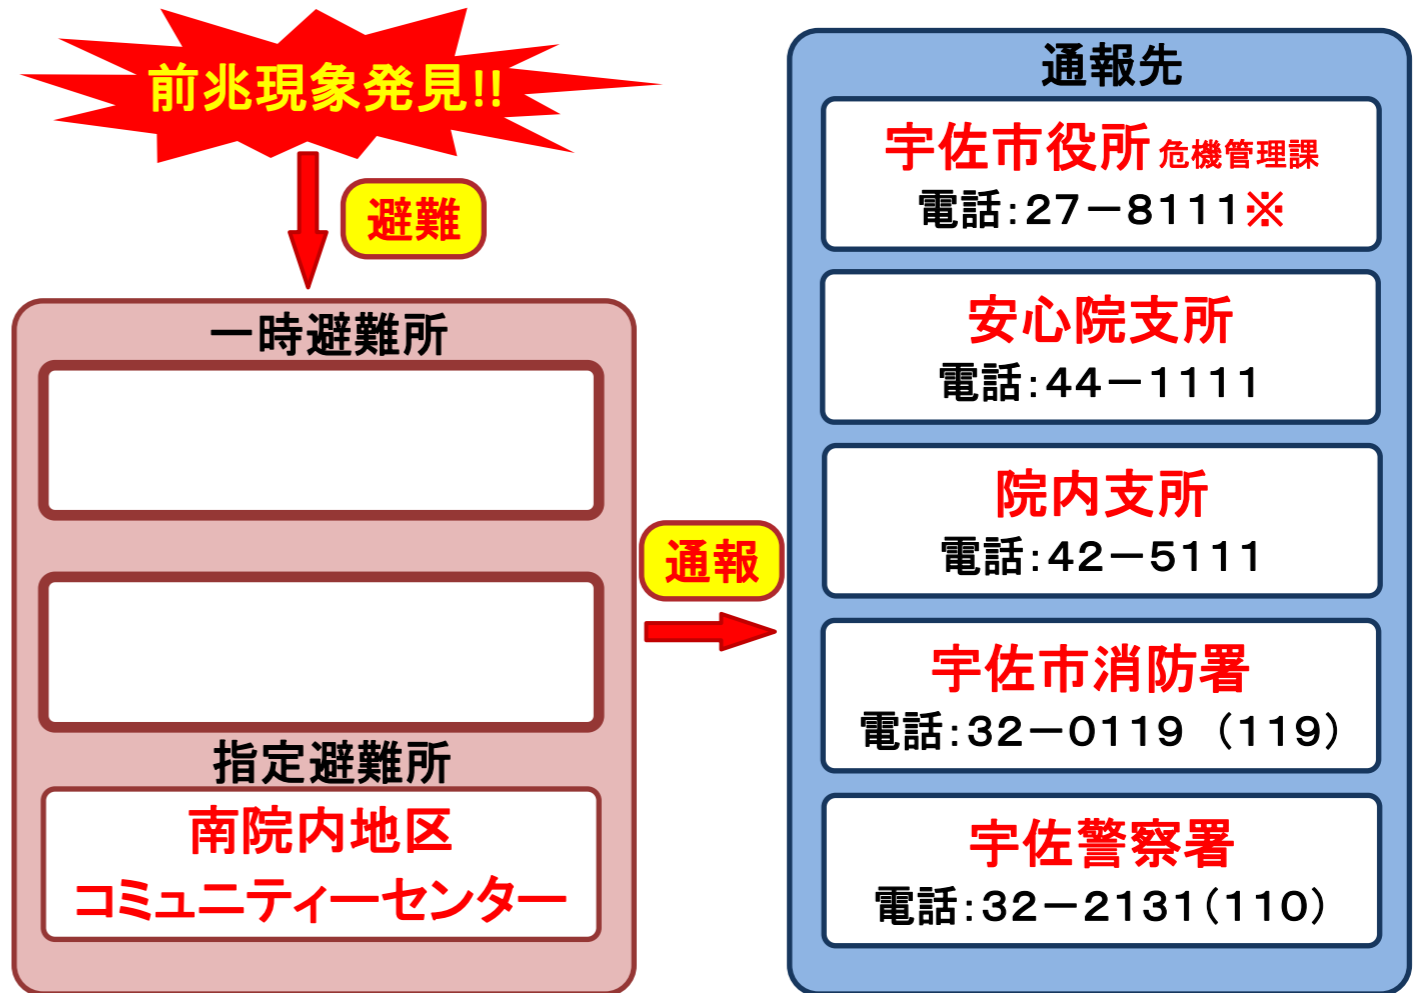 前兆現象発見!!
避難
一時避難所
指定避難所
南院内地区
コミュニティーセンター
通報
通報先
宇佐市役所 危機管理課
電話:27－8111※
安心院支所
電話:44－1111
院内支所
電話:42－5111
宇佐市消防署
電話:32－0119 （119）
宇佐警察署
電話:32－2131(110)